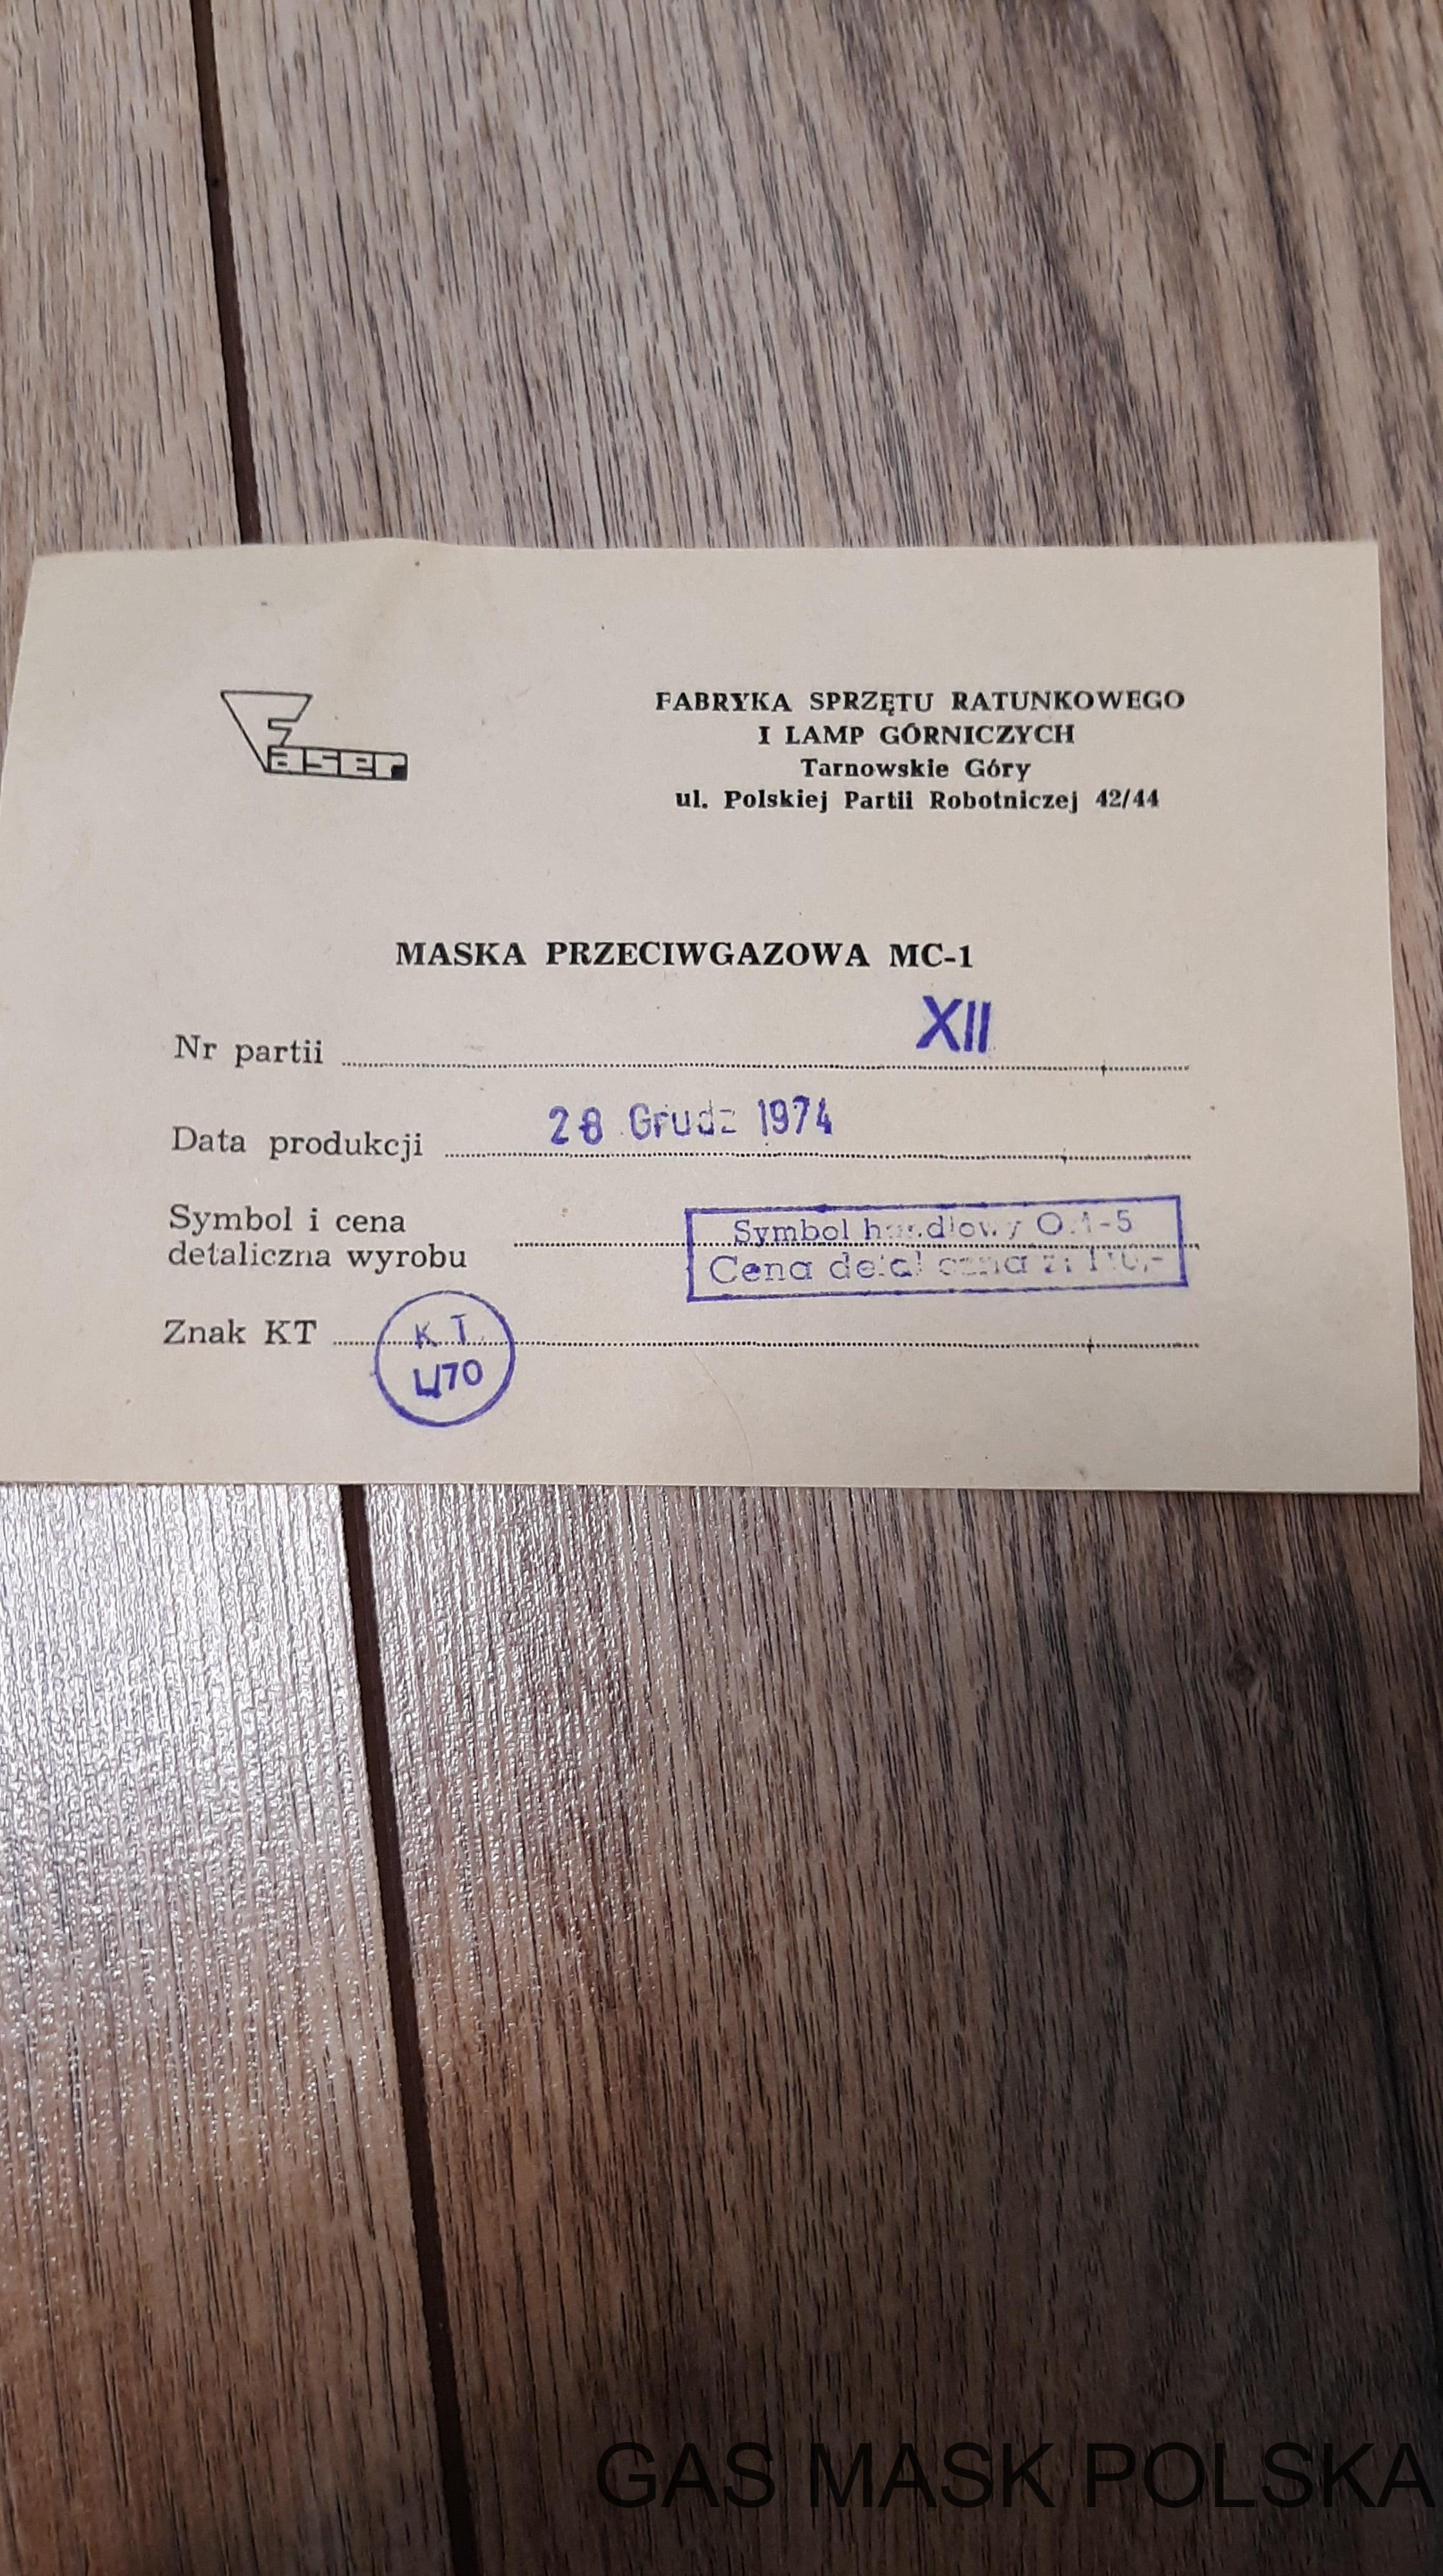 Faser
FABRYKA SPRZĘTU RATUNKOWEGO
I LAMP GÓRNICZYCH
Tarnowskie Góry
ul. Polskiej Partii Robotniczej 42/44
MASKA PRZECIWGAZOWA MC-1
Nr partii XII
Data produkcji 28 Grudz 1974
Symbol i cena
detaliczna wyrobu
Symbol handlowy
Cena
Znak KT
K T
GAS MASK POLSKA